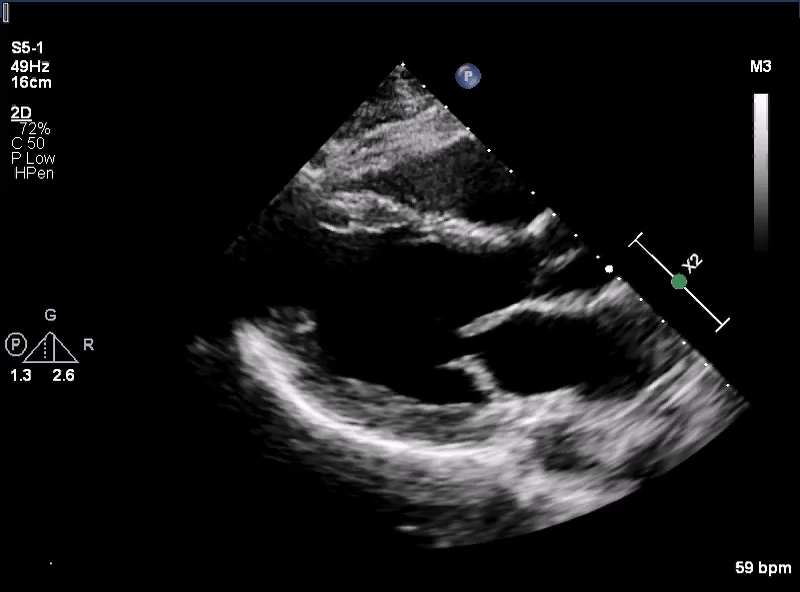 S5-1
49Hz
16cm
2D
72%
C 50
P Low
HPen
P
M3
X2
G
P
R
1.3 2.6
59 bpm